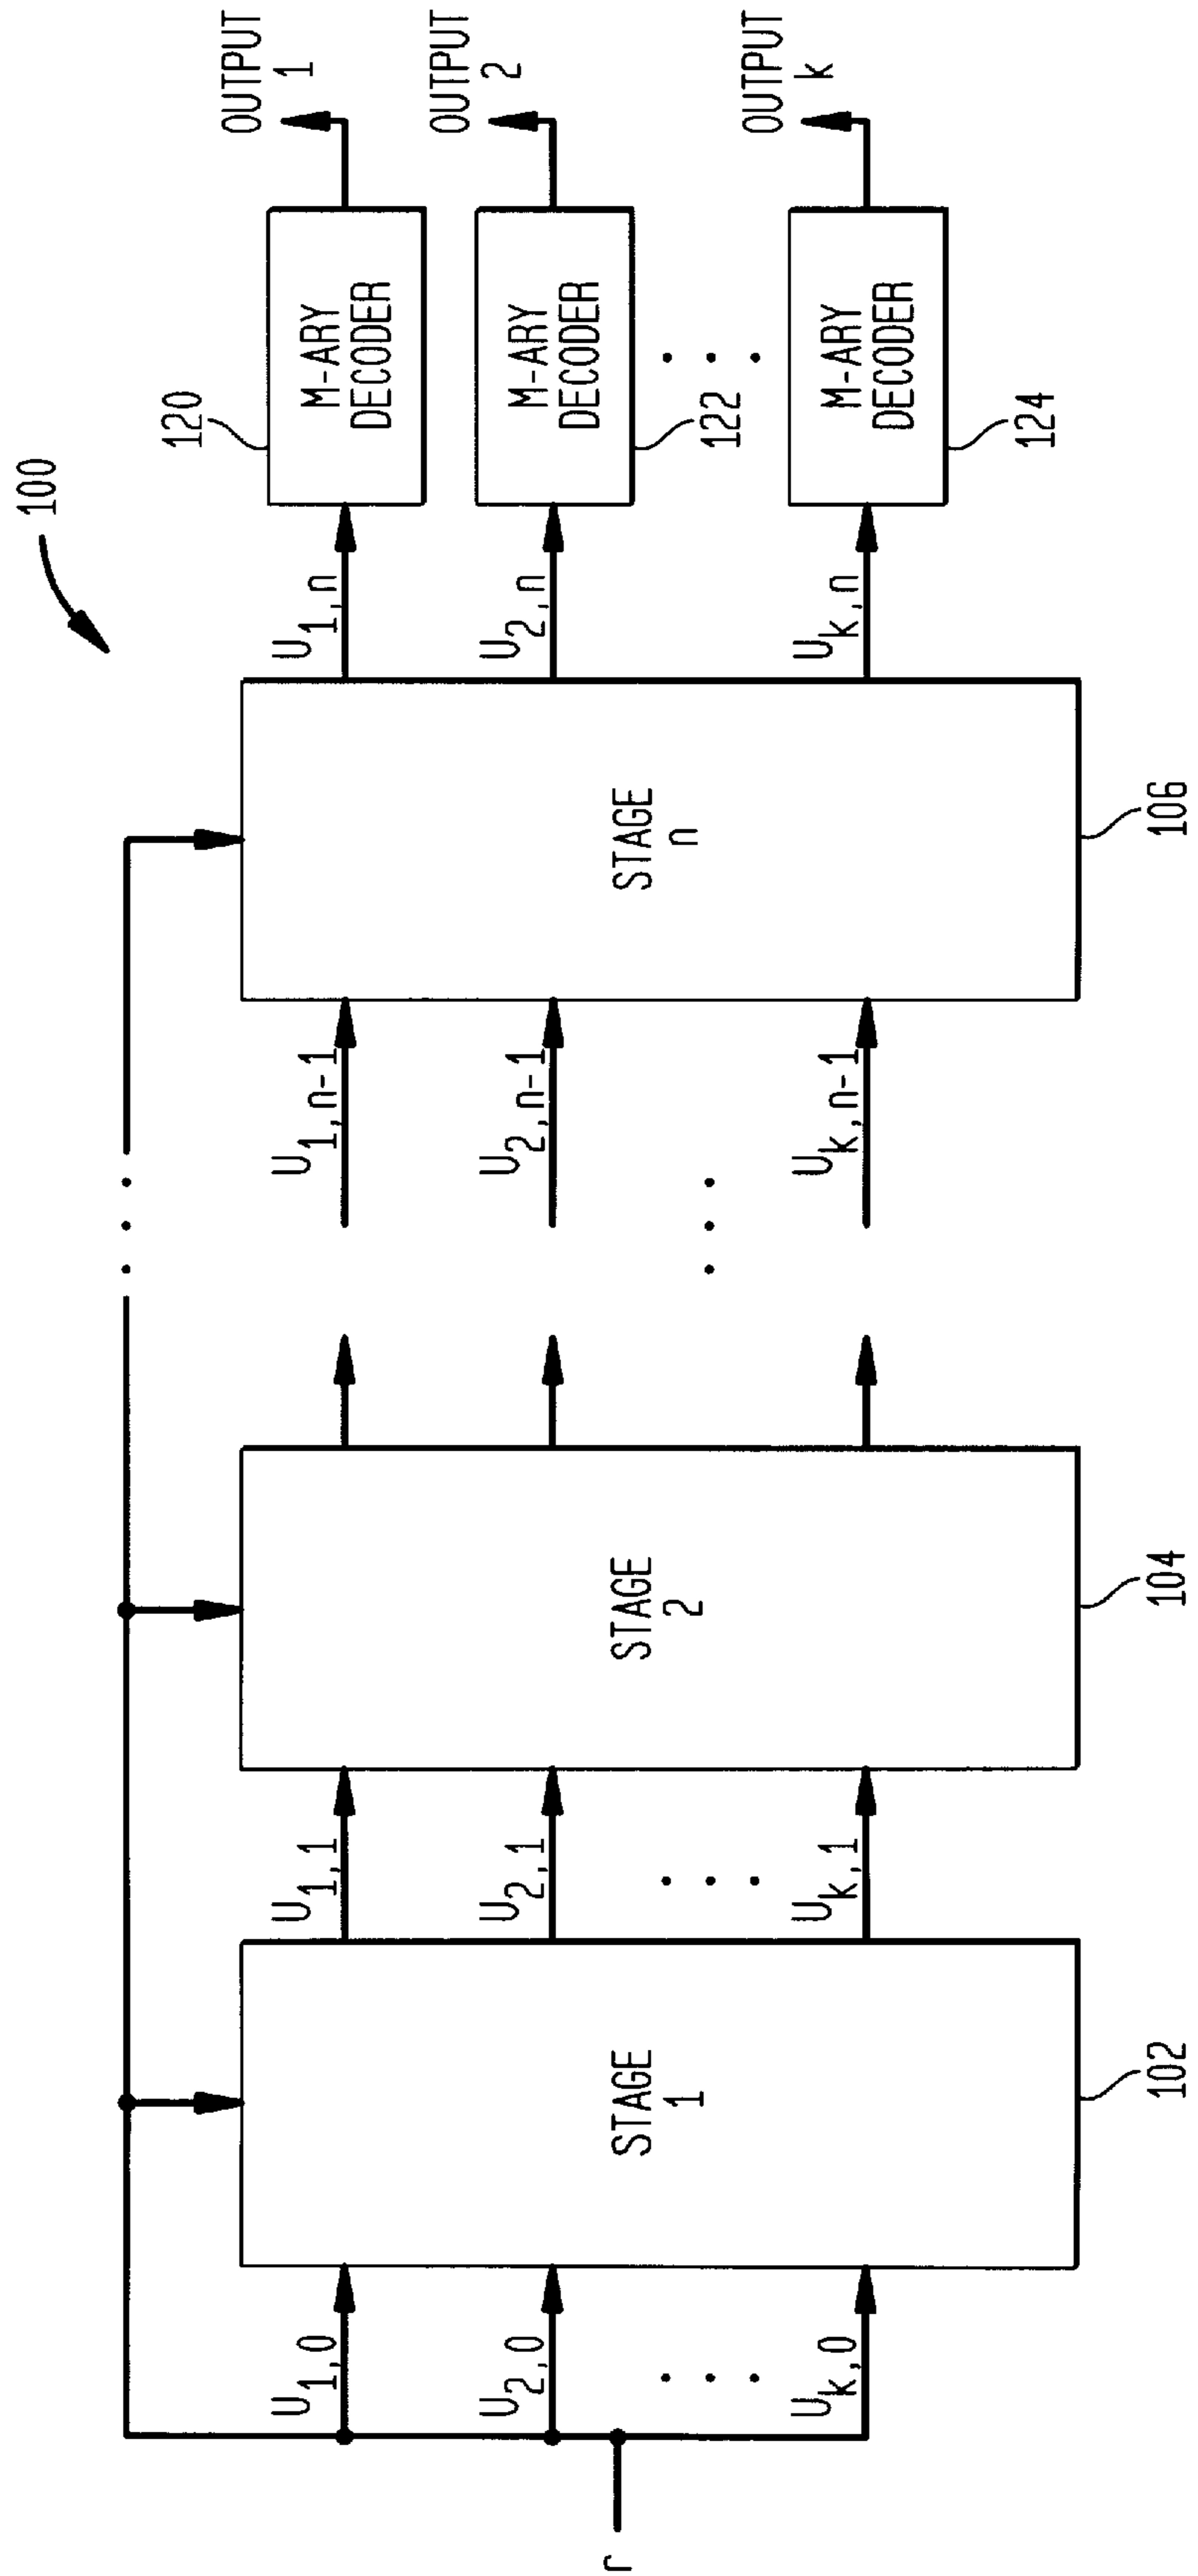 100
r
U1,0
U2,0
Uk,0
. . .
STAGE
1
102
U1,1
U2,1
. . .
Uk,1
STAGE
2
104
. . .
. . .
U1,n-1
U2,n-1
Uk,n-1
STAGE
n
106
U1,n
U2,n
Uk,n
120
M-ARY
DECODER
OUTPUT
1
M-ARY
DECODER
122
OUTPUT
2
. . .
M-ARY
DECODER
124
OUTPUT
k